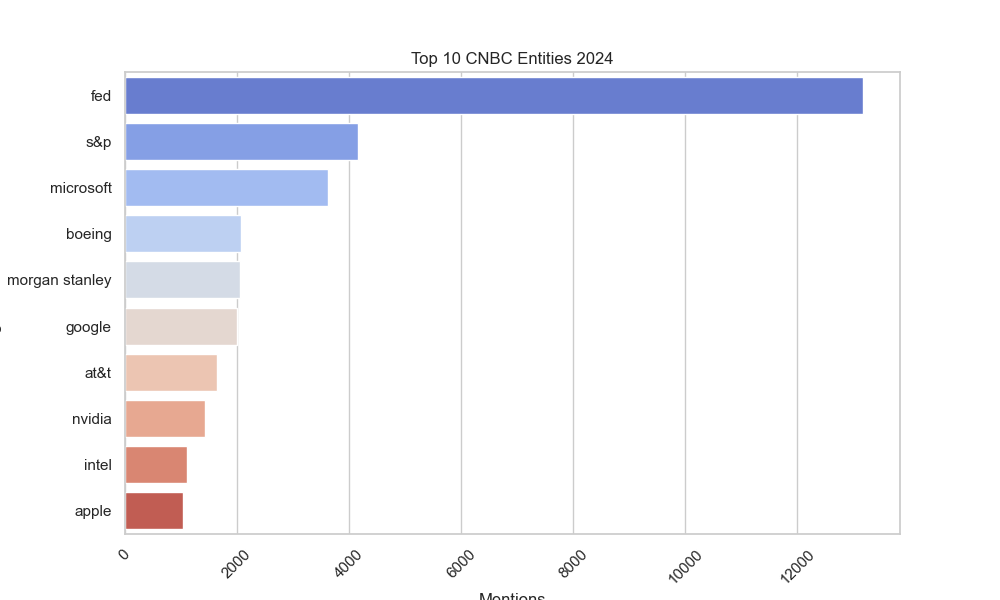 Top 10 CNBC Entities 2024
fed
s&p
microsoft
boeing
morgan stanley
google
at&t
nvidia
intel
apple
0
2000
4000
6000
8000
10000
12000
Mentions